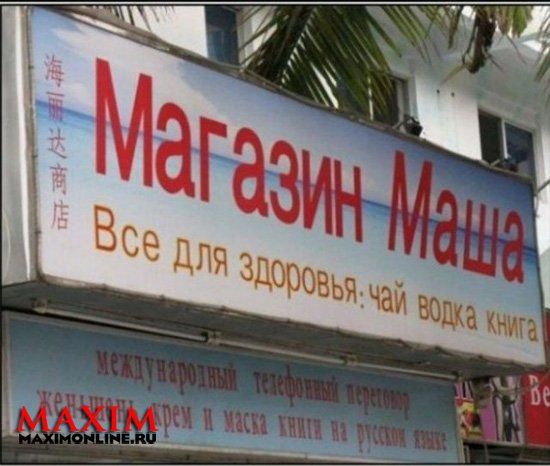 海丽达商店
Магазин Маша
Все для здоровья: чай водка книга
международный телефонный переговор
женьшень крем и маска книги на русском языке
MAXIM
MAXIMONLINE.RU